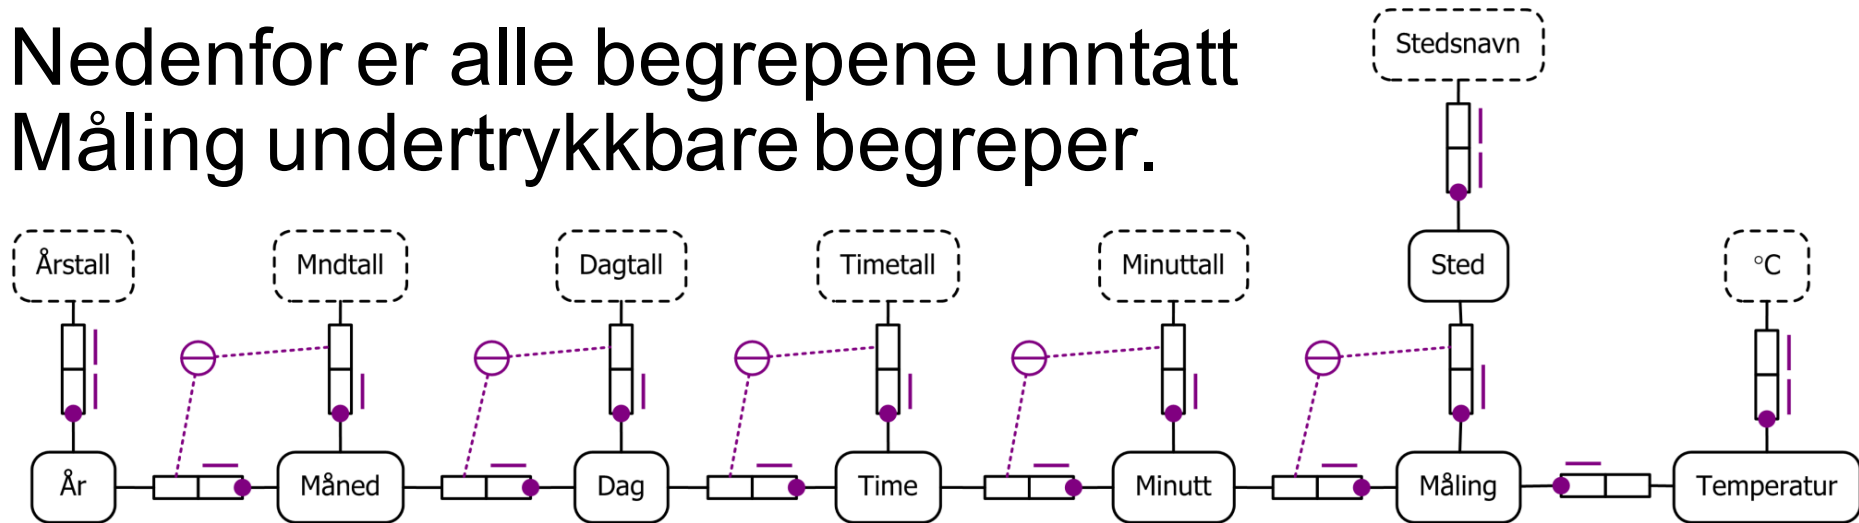 Nedenfor er alle begrepene unntatt
Måling undertrykkbare begreper.
Stedsnavn
Årstall
Mndtall
Dagtall
Timetall
Minuttall
Sted
°C
År
Måned
Dag
Time
Minutt
Måling
Temperatur